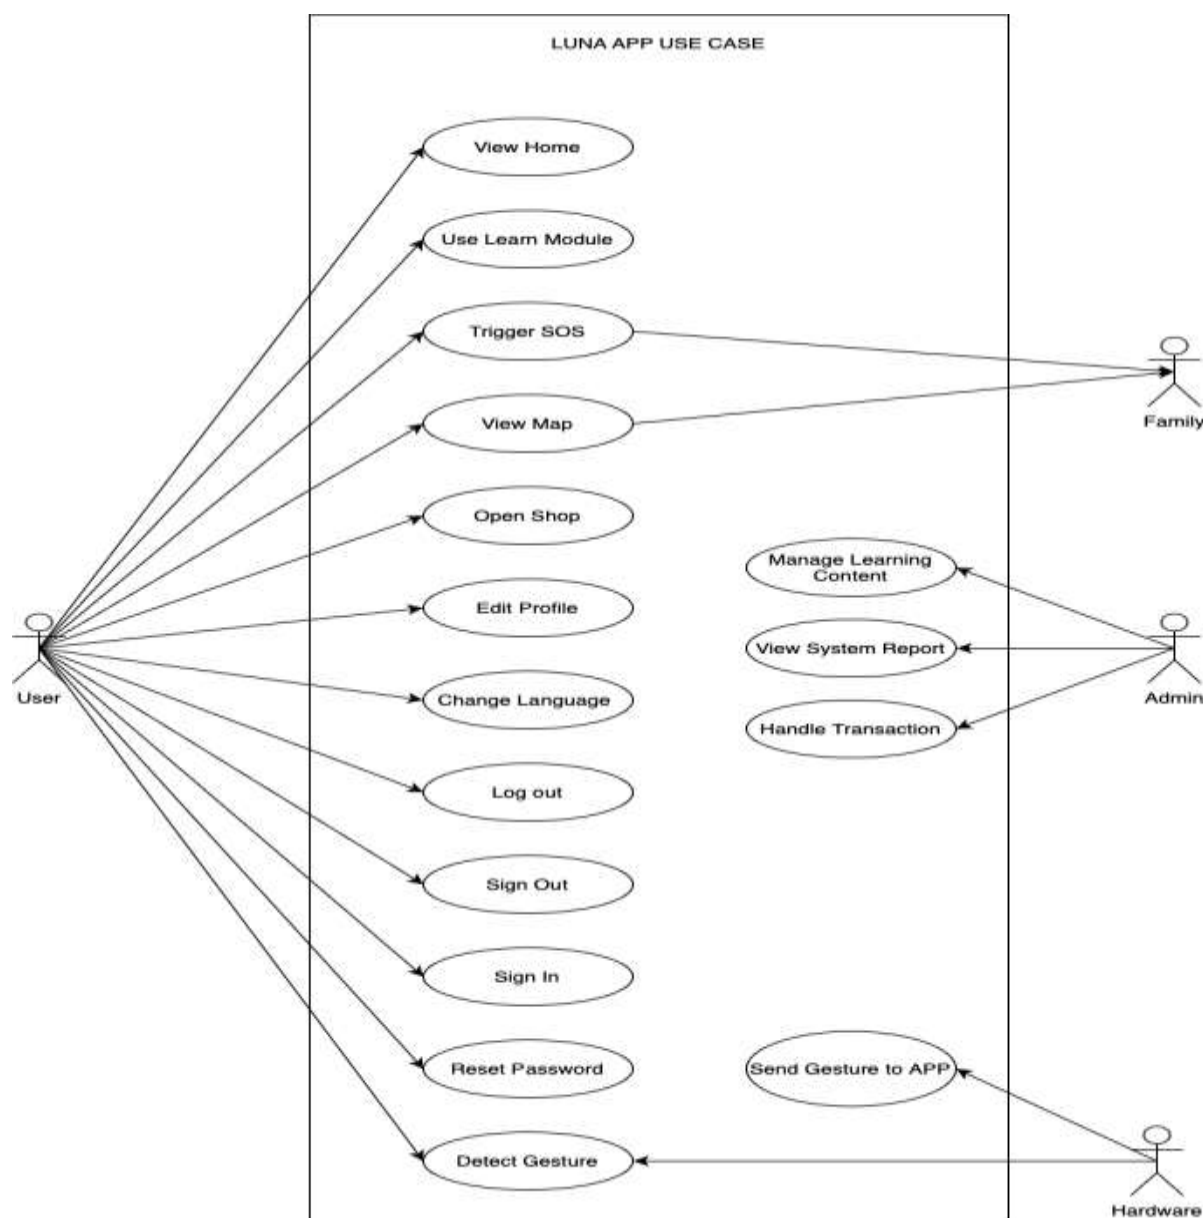 LUNA APP USE CASE
View Home
Use Learn Module
Trigger SOS
Family
View Map
Open Shop
Manage Learning
Content
Edit Profile
View System Report
User
Admin
Change Language
Handle Transaction
Log out
Sign Out
Sign In
Reset Password
Send Gesture to APP
Detect Gesture
Hardware